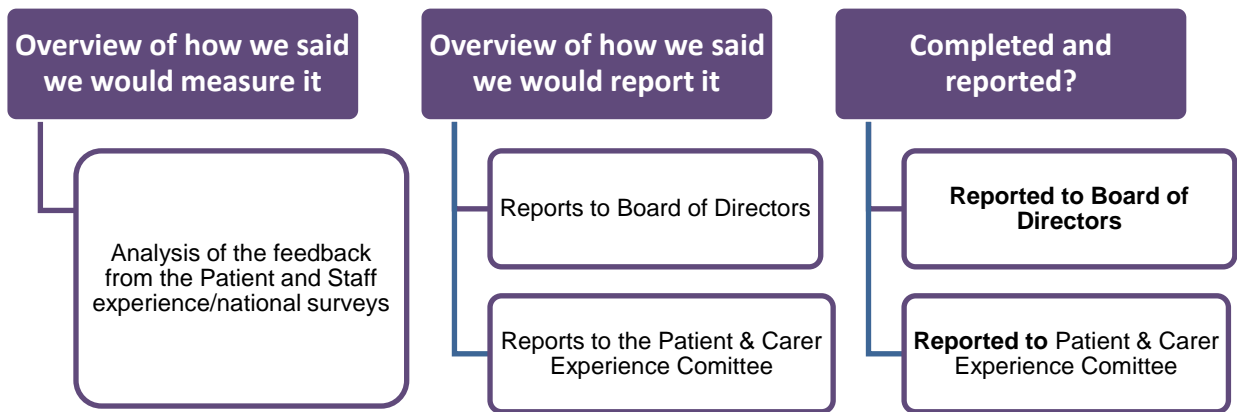 Overview of how we said
we would measure it
Analysis of the feedback
from the Patient and Staff
experience/national surveys
Overview of how we said
we would report it
Reports to Board of Directors
Reports to the Patient & Carer
Experience Comittee
Completed and
reported?
Reported to Board of
Directors
Reported to Patient & Carer
Experience Comittee